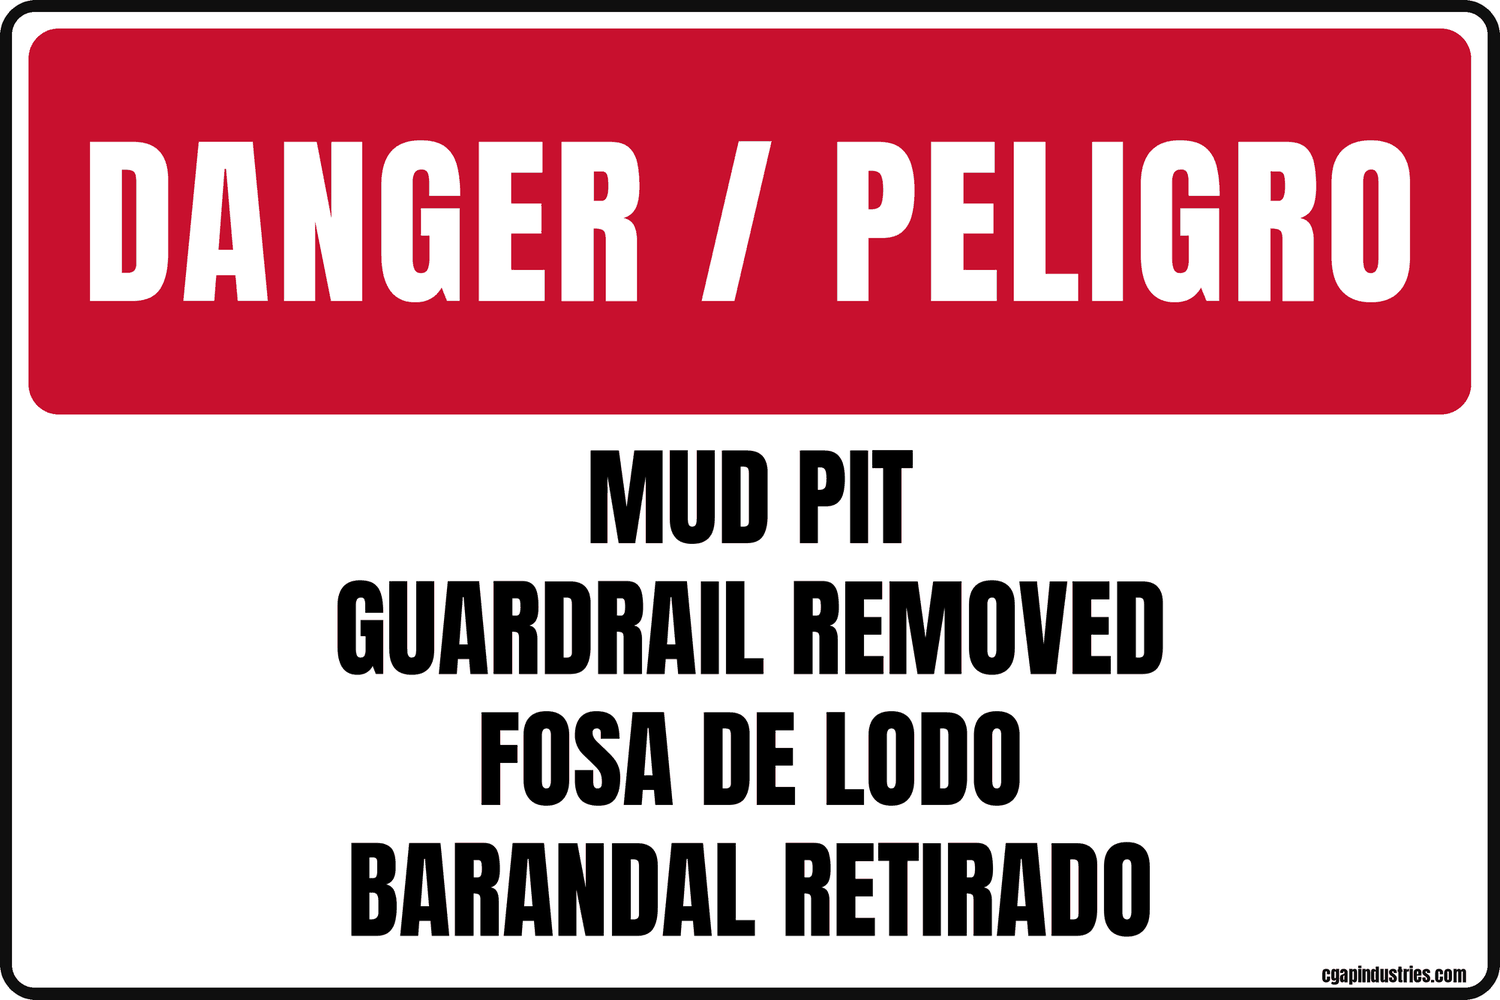 DANGER / PELIGRO
MUD PIT
GUARDRAIL REMOVED
FOSA DE LODO
BARANDAL RETIRADO
cgapindustries.com